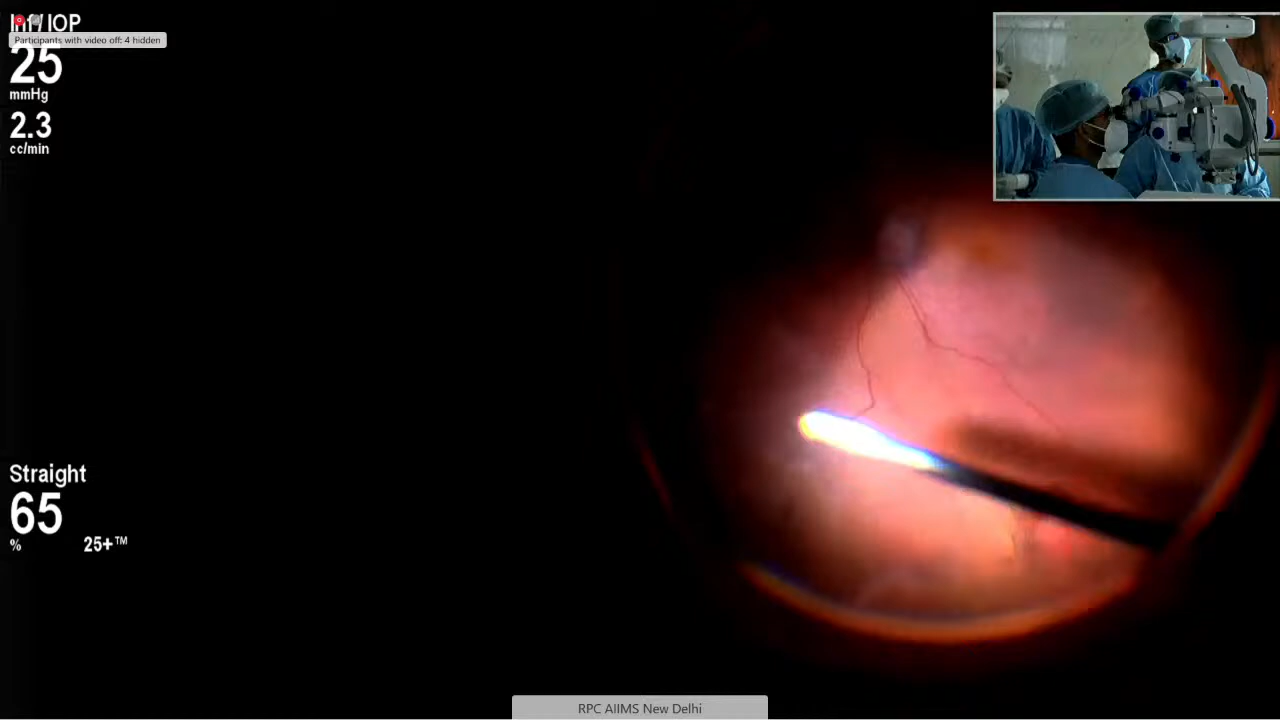 Inf/IOP
Participants with video off: 4 hidden
25
mmHg
2.3
cc/min
Straight
65
%
25+™
RPC AIIMS New Delhi